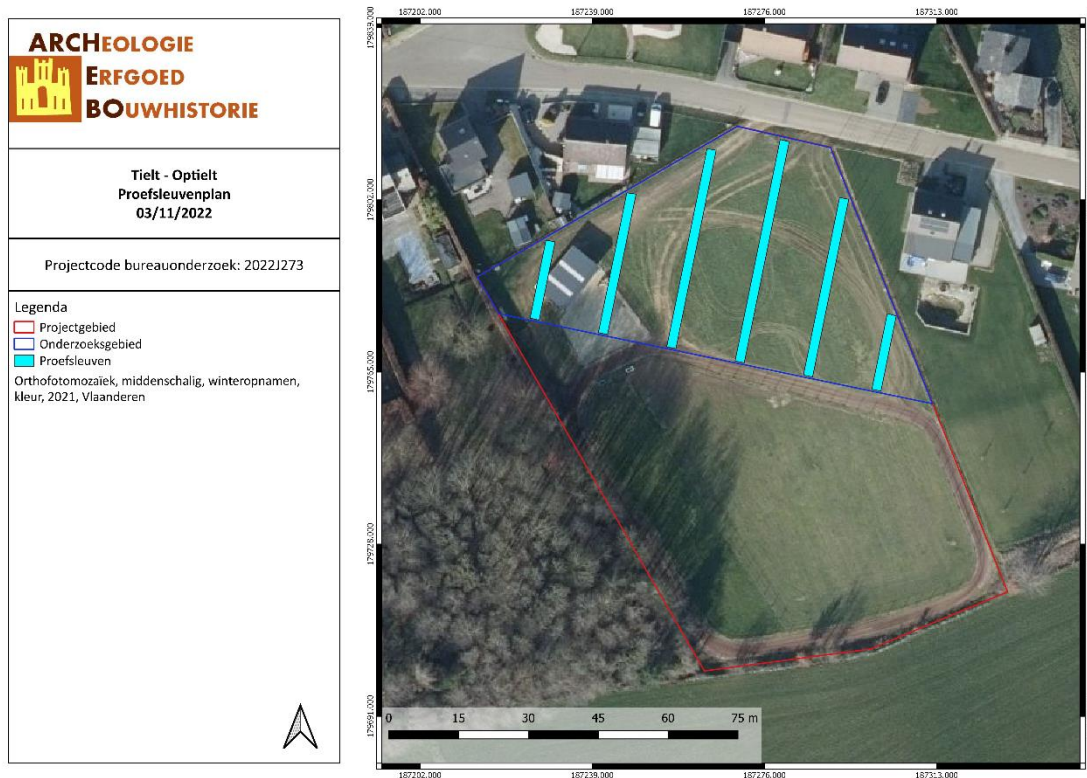 ARCHEOLOGIE
ERFGOED
BOUWHISTORIE
Tielt - Optielt
Proefsleuvenplan
03/11/2022
Projectcode bureauonderzoek: 2022J273
Legenda
Projectgebied
Onderzoeksgebied
Proefsleuven
Orthofotomozaïek, middenschalig, winteropnamen,
kleur, 2021, Vlaanderen
187202.000 187239.000 187276.000 187313.000
179839.000
179802.000
179765.000
179728.000
179691.000
0 15 30 45 60 75 m
187202.000 187239.000 187276.000 187313.000